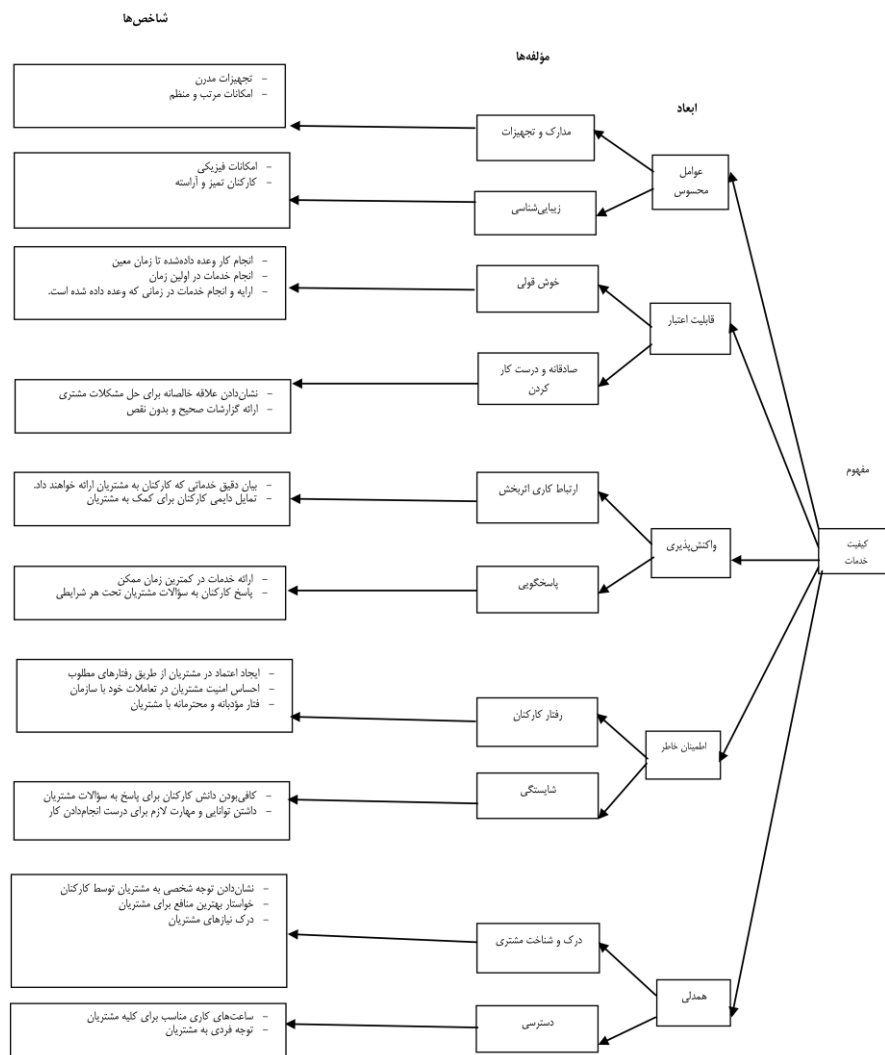 شاخص‌ها
مؤلفه‌ها
ابعاد
مفهوم
کیفیت
خدمات
عوامل
محسوس
مدارک و تجهیزات
- تجهیزات مدرن
- امکانات مرتب و منظم
زیبایی‌شناسی
- امکانات فیزیکی
- کارکنان تمیز و آراسته
قابلیت اعتبار
خوش قولی
- انجام کار وعده داده‌شده تا زمان معین
- انجام خدمات در اولین زمان
- ارایه و انجام خدمات در زمانی که وعده داده شده است.
صادقانه و درست کار
کردن
- نشان‌دادن علاقه خالصانه برای حل مشکلات مشتری
- ارائه گزارشات صحیح و بدون نقص
واکنش‌پذیری
ارتباط کاری اثربخش
- بیان دقیق خدماتی که کارکنان به مشتریان ارائه خواهند داد.
- تمایل دایمی کارکنان برای کمک به مشتریان
پاسخگویی
- ارائه خدمات در کمترین زمان ممکن
- پاسخ کارکنان به سؤالات مشتریان تحت هر شرایطی
اطمینان خاطر
رفتار کارکنان
- ایجاد اعتماد در مشتریان از طریق رفتارهای مطلوب
- احساس امنیت مشتریان در تعاملات خود با سازمان
- فتار مؤدبانه و محترمانه با مشتریان
شایستگی
- کافی‌بودن دانش کارکنان برای پاسخ به سؤالات مشتریان
- داشتن توانایی و مهارت لازم برای درست انجام‌دادن کار
همدلی
درک و شناخت مشتری
- نشان‌دادن توجه شخصی به مشتریان توسط کارکنان
- خواستار بهترین منافع برای مشتریان
- درک نیازهای مشتریان
دسترسی
- ساعت‌های کاری مناسب برای کلیه مشتریان
- توجه فردی به مشتریان